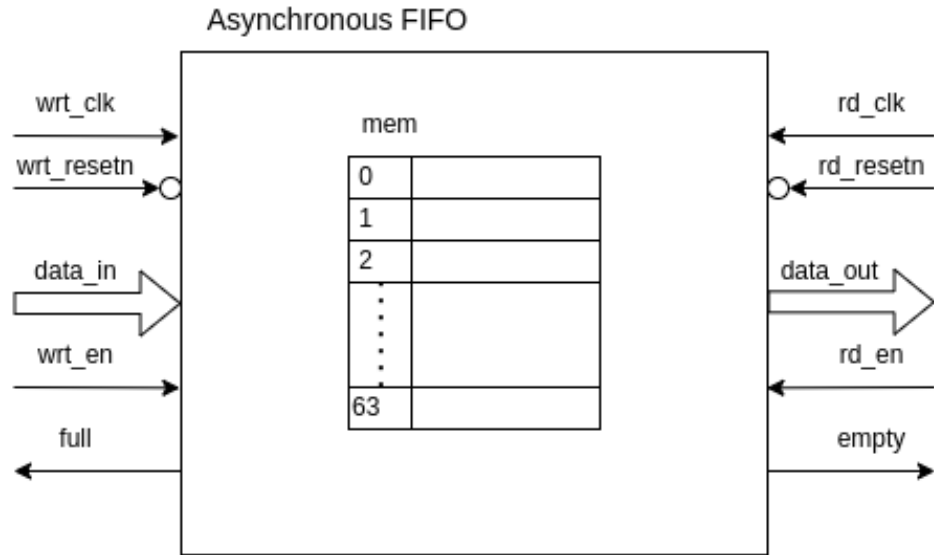 Asynchronous FIFO
wrt_clk
wrt_resetn
data_in
wrt_en
full
mem
0
1
2
63
rd_clk
rd_resetn
data_out
rd_en
empty